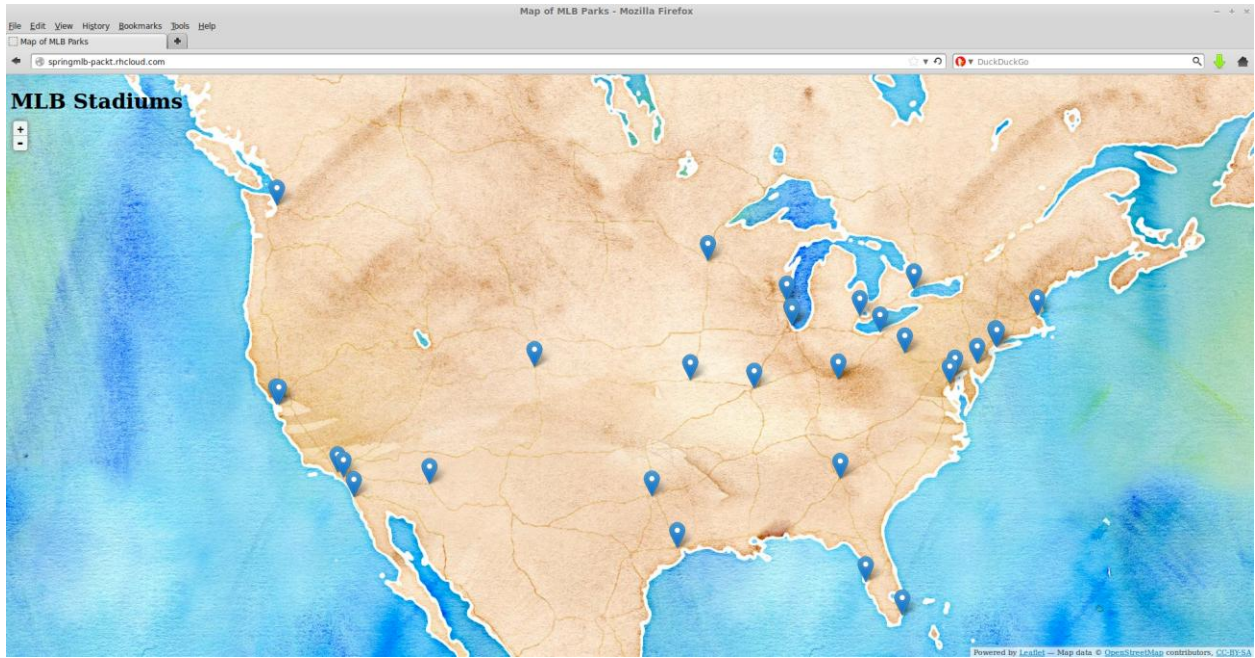 Map of MLB Parks - Mozilla Firefox
File Edit View History Bookmarks Tools Help
Map of MLB Parks
springmlb-packt.rhcloud.com
DuckDuckGo
MLB Stadiums
+
-
Powered by Leaflet — Map data © OpenStreetMap contributors, CC-BY-SA